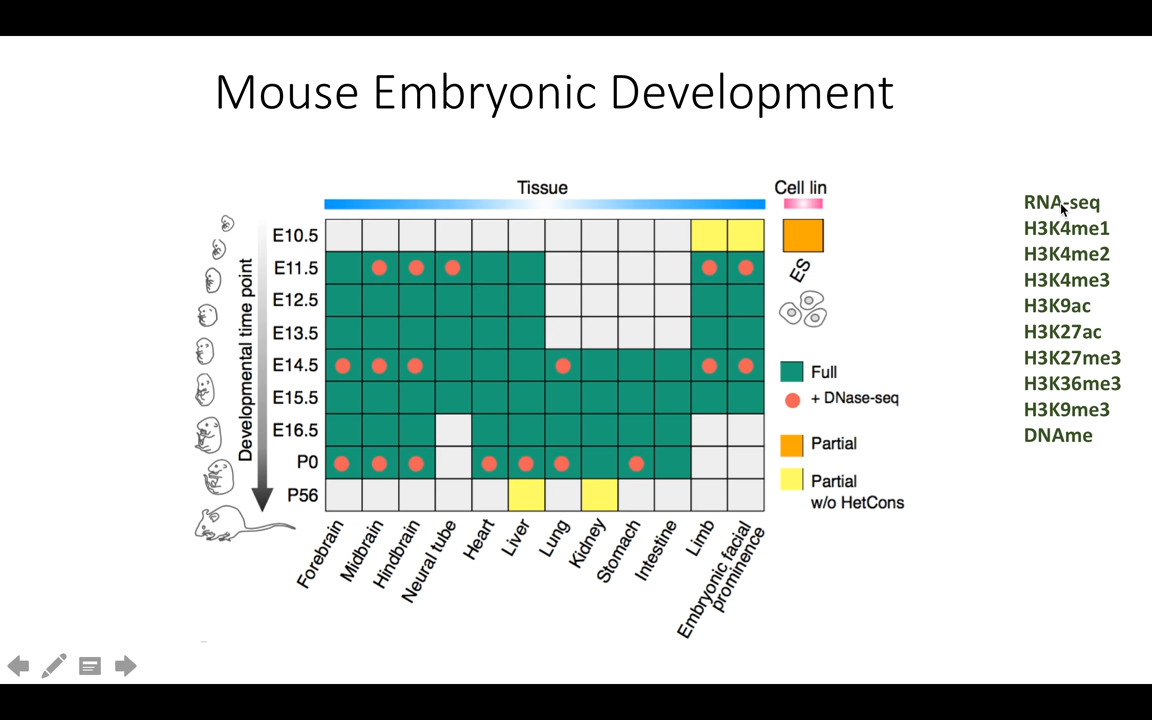 Mouse Embryonic Development
Tissue
Cell lin
Developmental time point
E10.5
E11.5
E12.5
E13.5
E14.5
E15.5
E16.5
P0
P56
Forebrain
Midbrain
Hindbrain
Neural tube
Heart
Liver
Lung
Kidney
Stomach
Intestine
Limb
Embryonic facial
prominence
ES
Full
+ DNase-seq
Partial
Partial
w/o HetCons
RNA-seq
H3K4me1
H3K4me2
H3K4me3
H3K9ac
H3K27ac
H3K27me3
H3K36me3
H3K9me3
DNAme